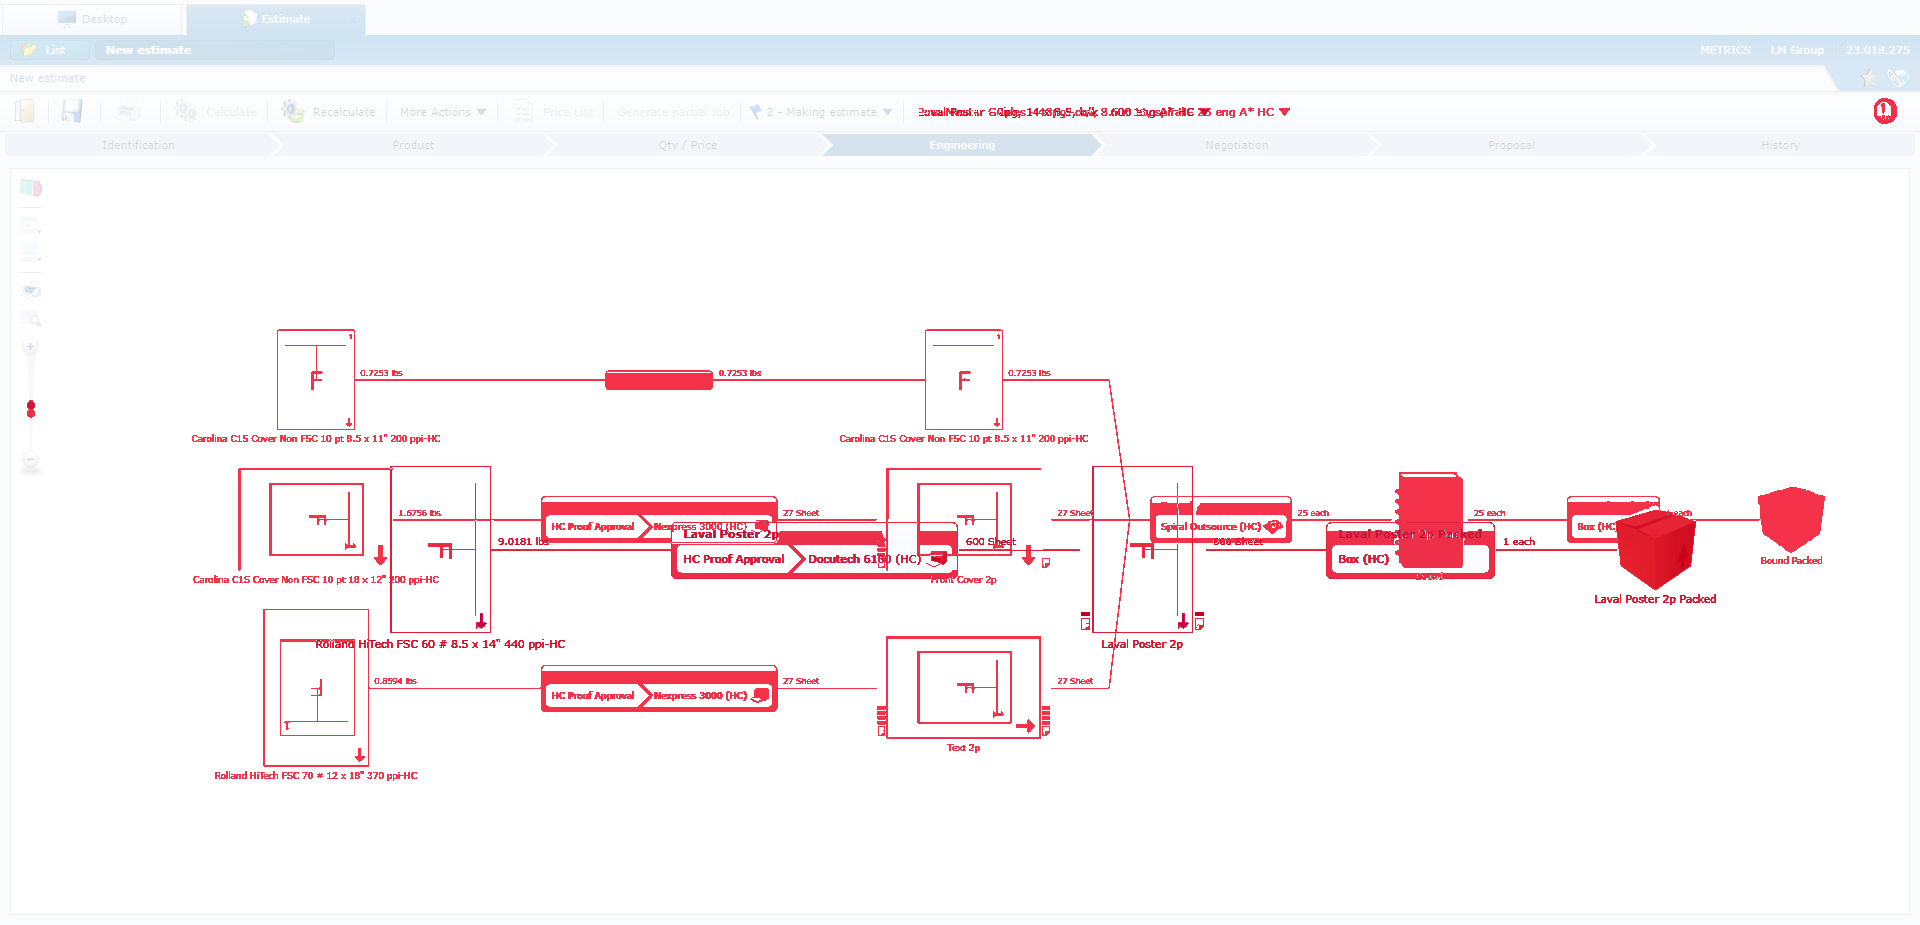 Desktop
Estimate
List
New estimate
METRICS
LM Group
23.018.275
New estimate
Calculate
Recalculate
More Actions
Price List
Generate partial Job
2 - Making estimate
eng A* HC
Identification
Product
Qty / Price
Engineering
Negotiation
Proposal
History
0.7253 lbs
0.7253 lbs
0.7253 lbs
Carolina C1S Cover Non FSC 10 pt 8.5 x 11" 200 ppi-HC
Carolina C1S Cover Non FSC 10 pt 8.5 x 11" 200 ppi-HC
1.6756 lbs
HC Proof Approval
Nexpress 3000 (HC)
27 Sheet
27 Sheet
Spiral Outsource (HC)
25 each
25 each
Box (HC)
each
9.0181 lbs
Laval Poster 2p
600 Sheet
Laval Poster 2p Packed
1 each
HC Proof Approval
Docutech 6180 (HC)
Box (HC)
Bound Packed
Carolina C1S Cover Non FSC 10 pt 18 x 12" 200 ppi-HC
Front Cover 2p
Laval Poster 2p Packed
Rolland HiTech FSC 60 # 8.5 x 14" 440 ppi-HC
Laval Poster 2p
0.8594 lbs
HC Proof Approval
Nexpress 3000 (HC)
27 Sheet
27 Sheet
Text 2p
Rolland HiTech FSC 70 # 12 x 18" 370 ppi-HC